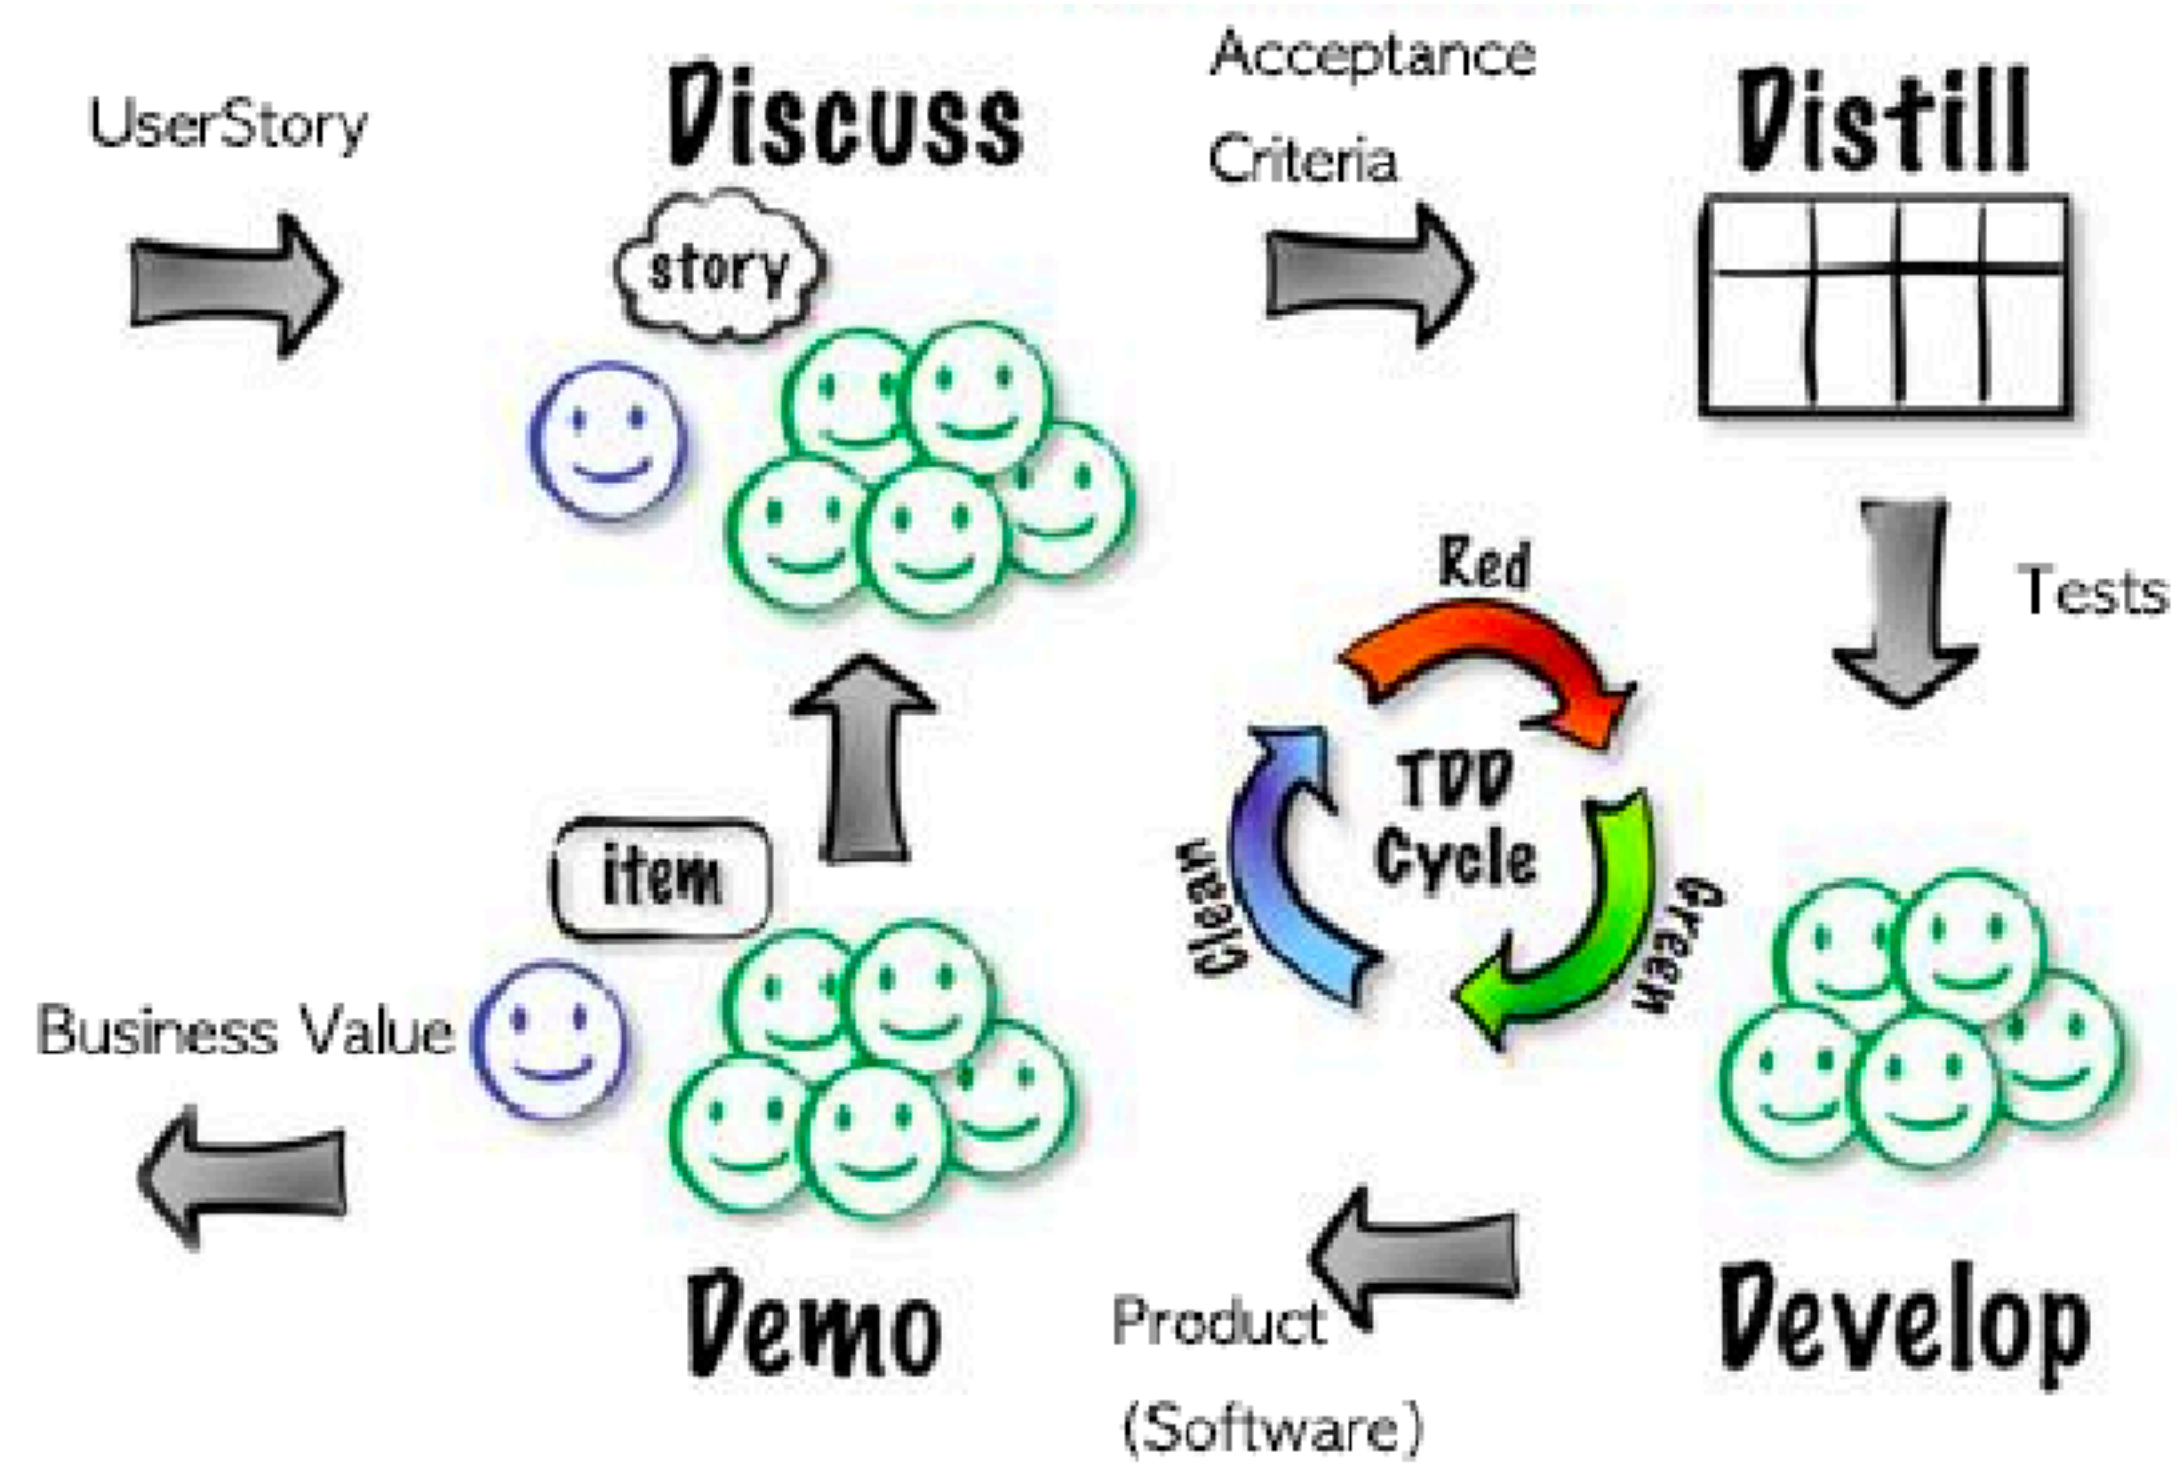 UserStory
Discuss
story
Acceptance
Criteria
Distill
Tests
Red
TDD
Cycle
Green
Clean
item
Business Value
Demo
Product
(Software)
Develop